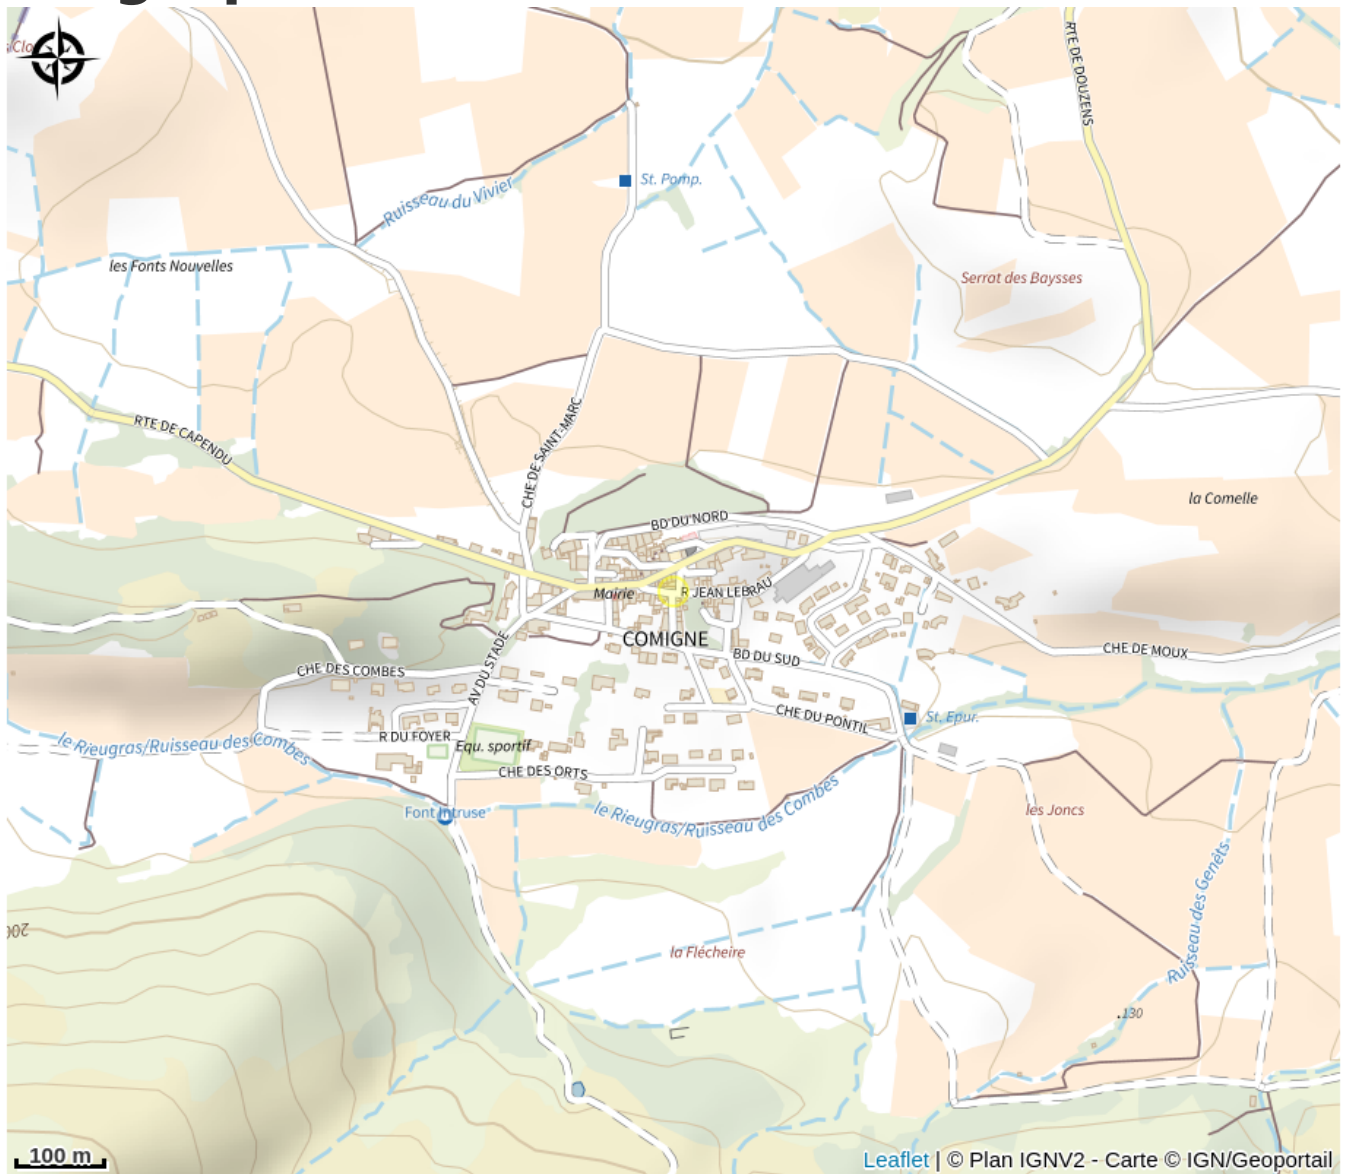 RTE DE DOUZENS
St. Pomp.
Ruisseau du Vivier
les Fonts Nouvelles
Serrat des Baysses
RTE DE CAPENDU
CHE DE SAINT-MARC
la Comelle
BD DU NORD
Mairie
R JEAN LEBRAU
COMIGNE
CHE DE MOUX
BD DU SUD
AV DU STADE
CHE DES COMBES
CHE DU PONTIL
St. Epur.
R DU FOYER
Equ. sportif
le Rieugras/Ruisseau des Combes
CHE DES ORTS
Font Intruse
le Rieugras/Ruisseau des Combes
les Joncs
Ruisseau des Genêts
200
la Flécheire
.130
100 m
Leaflet | © Plan IGNV2 - Carte © IGN/Geoportail